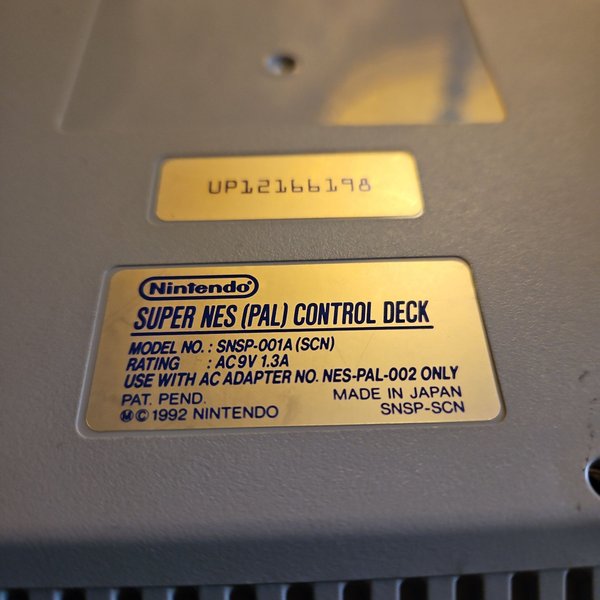 UP12166198
Nintendo®
SUPER NES (PAL) CONTROL DECK
MODEL NO. : SNSP-001A (SCN)
RATING : AC 9V 1.3A
USE WITH AC ADAPTER NO. NES-PAL-002 ONLY
PAT. PEND. MADE IN JAPAN
Ⓜ © 1992 NINTENDO SNSP-SCN